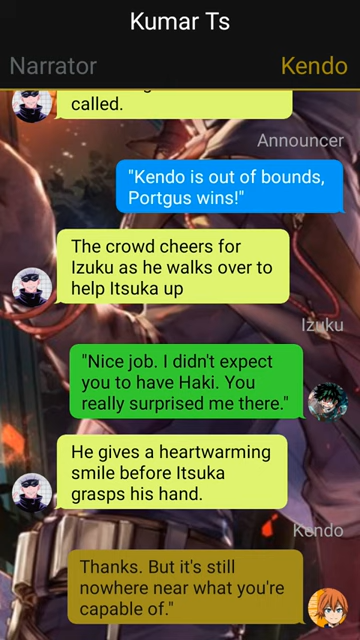 Kumar Ts
Narrator
Kendo
called.
Announcer
"Kendo is out of bounds,
Portgus wins!"
The crowd cheers for
Izuku as he walks over to
help Itsuka up
Izuku
"Nice job. I didn't expect
you to have Haki. You
really surprised me there."
He gives a heartwarming
smile before Itsuka
grasps his hand.
Kendo
Thanks. But it's still
nowhere near what you're
capable of."